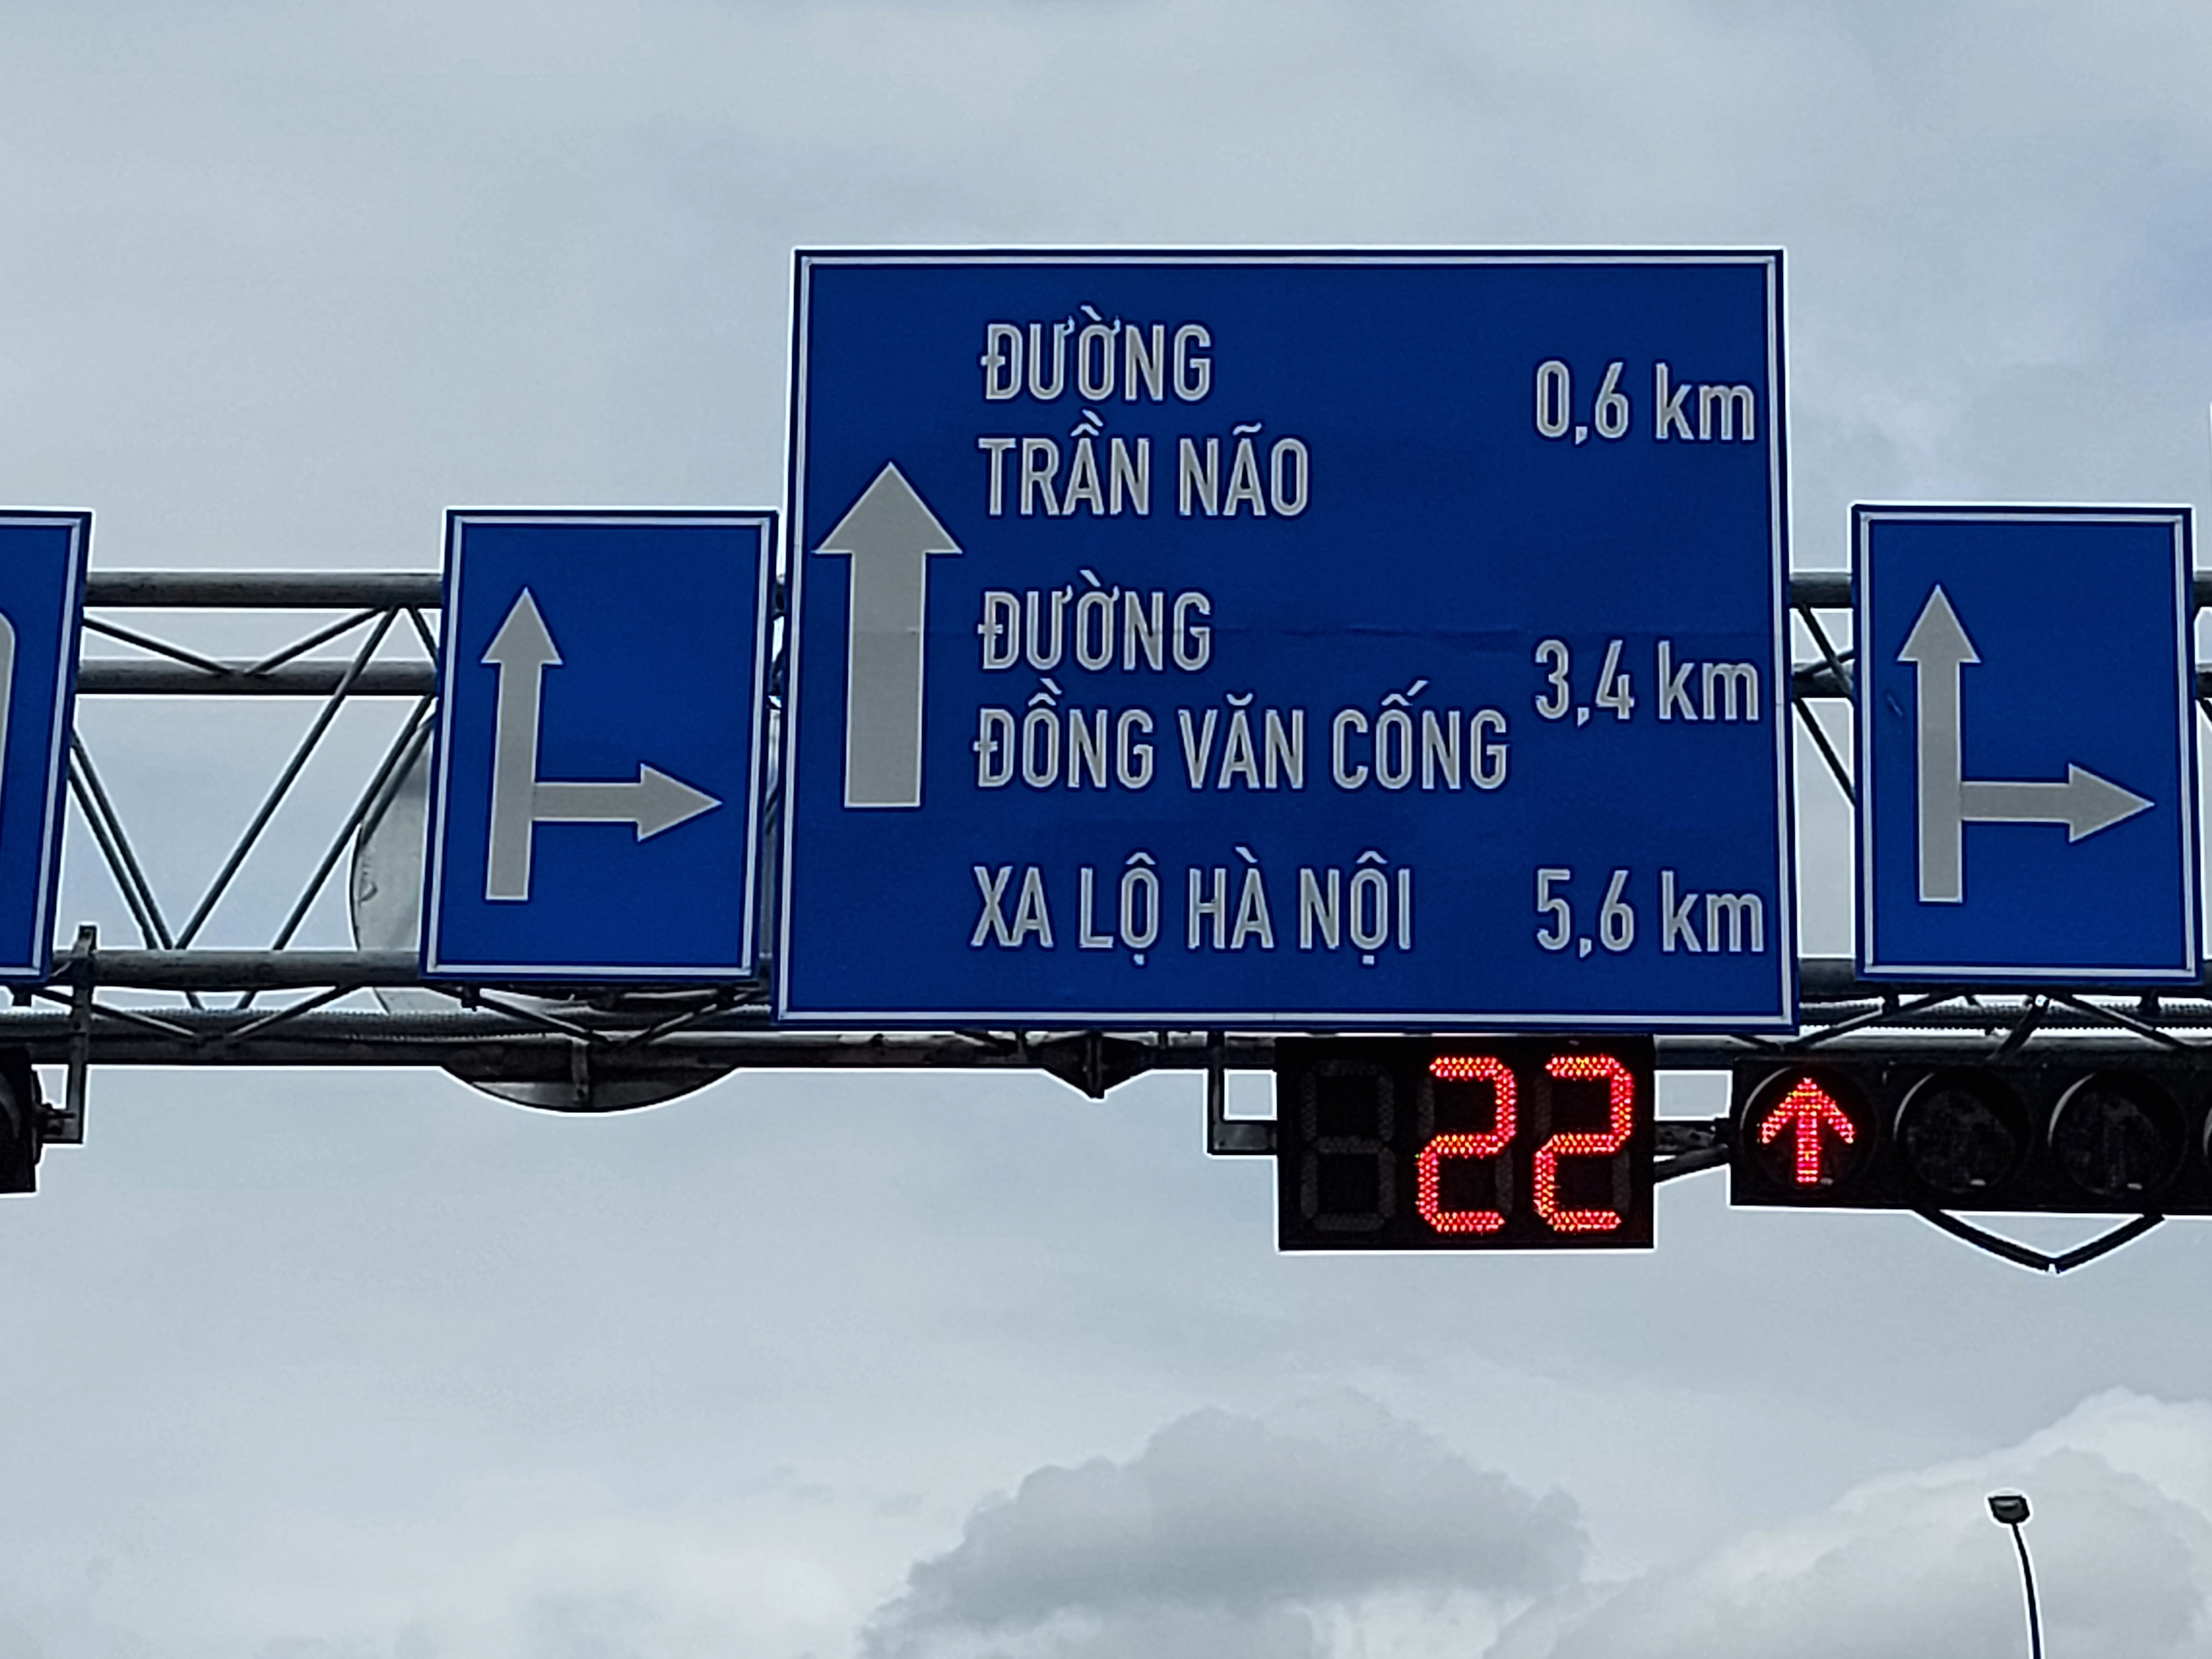 ĐƯỜNG
TRẦN NÃO 0,6 km
ĐƯỜNG
ĐỒNG VĂN CỐNG 3,4 km
XA LỘ HÀ NỘI 5,6 km
22